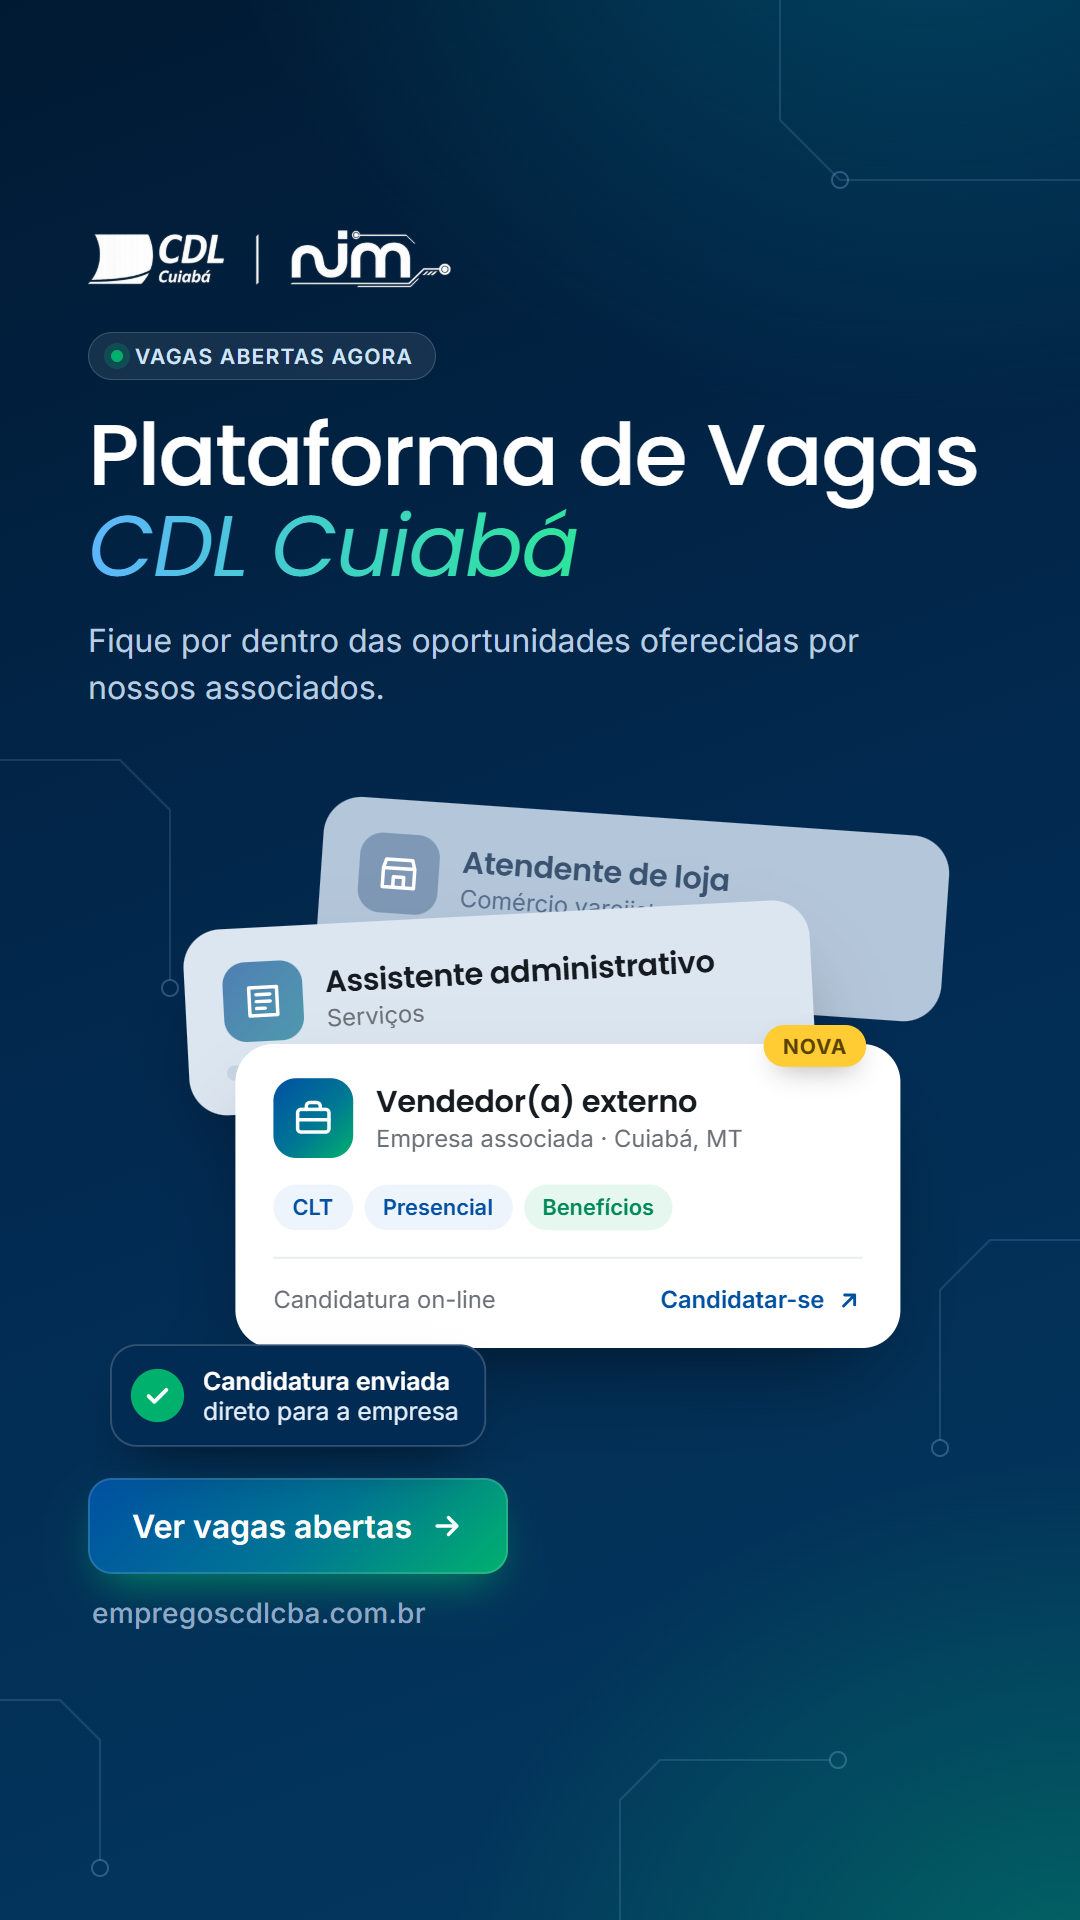 CDL
Cuiabá
njm
VAGAS ABERTAS AGORA
Plataforma de Vagas
CDL Cuiabá
Fique por dentro das oportunidades oferecidas por
nossos associados.
Atendente de loja
Comércio
Assistente administrativo
Serviços
NOVA
Vendedor(a) externo
Empresa associada · Cuiabá, MT
CLT Presencial Benefícios
Candidatura on-line Candidatar-se
Candidatura enviada
direto para a empresa
Ver vagas abertas
empregoscdlcba.com.br